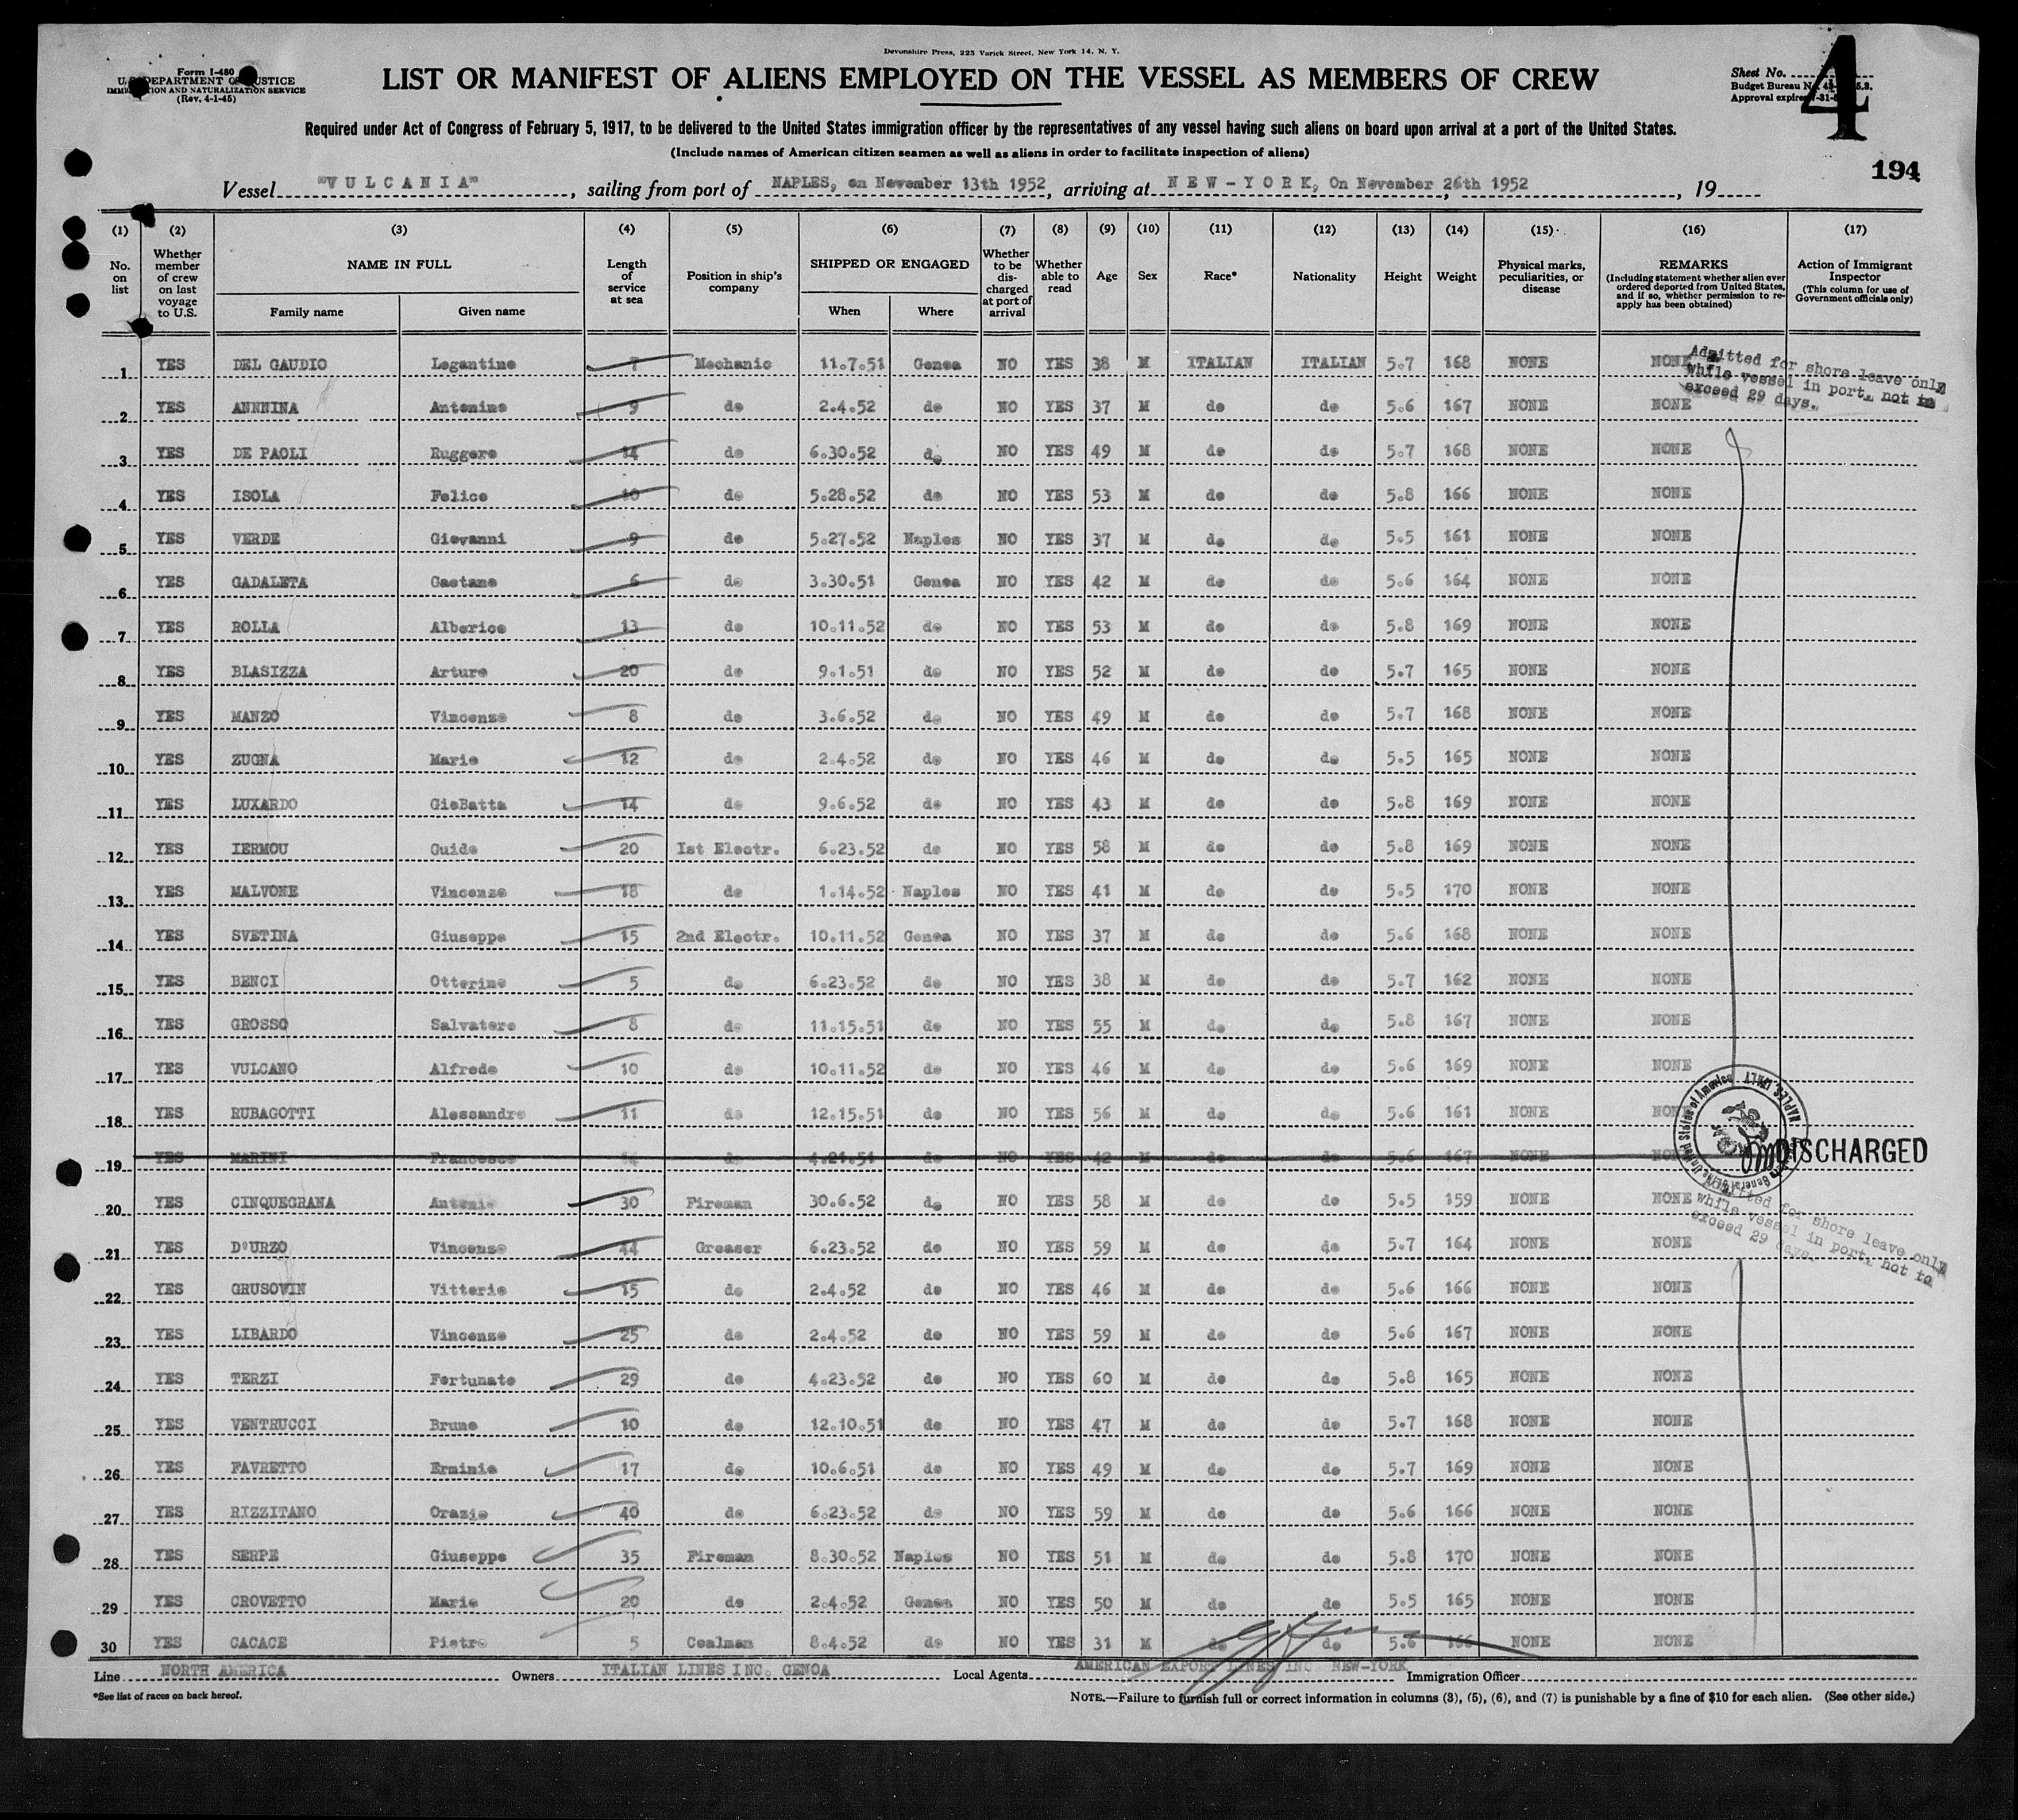 Devonshire Press, 225 Varick Street, New York 14, N. Y.
Form I-480
U. S. DEPARTMENT OF JUSTICE
IMMIGRATION AND NATURALIZATION SERVICE
(Rev. 4-1-45)
LIST OR MANIFEST OF ALIENS EMPLOYED ON THE VESSEL AS MEMBERS OF CREW
Sheet No. 4
Budget Bureau No.
Approval expires
Required under Act of Congress of February 5, 1917, to be delivered to the United States immigration officer by the representatives of any vessel having such aliens on board upon arrival at a port of the United States.
(Include names of American citizen seamen as well as aliens in order to facilitate inspection of aliens)
194
Vessel "VULCANIA", sailing from port of NAPLES, on November 13th 1952, arriving at NEW-YORK, On November 26th 1952, 19
(1) (2) (3) (4) (5) (6) (7) (8) (9) (10) (11) (12) (13) (14) (15) (16) (17)
No. on list
Whether member of crew on last voyage to U.S.
NAME IN FULL
Family name
Given name
Length of service at sea
Position in ship's company
SHIPPED OR ENGAGED
When
Where
Whether to be discharged at port of arrival
Whether able to read
Age
Sex
Race*
Nationality
Height
Weight
Physical marks, peculiarities, or disease
REMARKS
(Including statement whether alien ever ordered deported from United States, and if so, whether permission to reapply has been obtained)
Action of Immigrant Inspector
(This column for use of Government officials only)
1 YES DEL GAUDIO Logantino 7 Mechanic 11.7.51 Genoa NO YES 38 M ITALIAN ITALIAN 5.7 168 NONE NONE
Admitted for shore leave only
while vessel in port, not to
exceed 29 days.
2 YES ANNNINA Antonino 9 do 2.4.52 do NO YES 37 M do do 5.6 167 NONE NONE
3 YES DE PAOLI Ruggero 14 do 6.30.52 do NO YES 49 M do do 5.7 168 NONE NONE
4 YES ISOLA Felice 10 do 5.28.52 do NO YES 53 M do do 5.8 166 NONE NONE
5 YES VERDE Giovanni 9 do 5.27.52 Naples NO YES 37 M do do 5.5 161 NONE NONE
6 YES GADALETA Gaetano 6 do 3.30.51 Genoa NO YES 42 M do do 5.6 164 NONE NONE
7 YES ROLLA Alberico 13 do 10.11.52 do NO YES 53 M do do 5.8 169 NONE NONE
8 YES BLASIZZA Arturo 20 do 9.1.51 do NO YES 52 M do do 5.7 165 NONE NONE
9 YES MANZO Vincenzo 8 do 3.6.52 do NO YES 49 M do do 5.7 168 NONE NONE
10 YES ZUGNA Mario 12 do 2.4.52 do NO YES 46 M do do 5.5 165 NONE NONE
11 YES LUXARDO GioBatta 14 do 9.6.52 do NO YES 43 M do do 5.8 169 NONE NONE
12 YES IERMOU Guido 20 Ist Electr. 6.23.52 do NO YES 58 M do do 5.8 169 NONE NONE
13 YES MALVONE Vincenzo 18 do 1.14.52 Naples NO YES 41 M do do 5.5 170 NONE NONE
14 YES SVETINA Giuseppe 15 2nd Electr. 10.11.52 Genoa NO YES 37 M do do 5.6 168 NONE NONE
15 YES BENCI Ottorino 5 do 6.23.52 do NO YES 38 M do do 5.7 162 NONE NONE
16 YES GROSSO Salvatore 8 do 11.15.51 do NO YES 55 M do do 5.8 167 NONE NONE
17 YES VULCANO Alfredo 10 do 10.11.52 do NO YES 46 M do do 5.6 169 NONE NONE
18 YES RUBAGOTTI Alessandro 11 do 12.15.51 do NO YES 56 M do do 5.6 161 NONE NONE
19 YES MARINI Francesco 14 do 4.21.51 do NO YES 42 M do do 5.6 167 NONE NONE DISCHARGED
20 YES CINQUEGRANA Antonio 30 Fireman 30.6.52 do NO YES 58 M do do 5.5 159 NONE NONE
Admitted for shore leave only
while vessel in port, not to
exceed 29 days.
21 YES D'URZO Vincenzo 44 Greaser 6.23.52 do NO YES 59 M do do 5.7 164 NONE NONE
22 YES GRUSOVIN Vittorio 15 do 2.4.52 do NO YES 46 M do do 5.6 166 NONE NONE
23 YES LIBARDO Vincenzo 25 do 2.4.52 do NO YES 59 M do do 5.6 167 NONE NONE
24 YES TERZI Fortunato 29 do 4.23.52 do NO YES 60 M do do 5.8 165 NONE NONE
25 YES VENTRUCCI Bruno 10 do 12.10.51 do NO YES 47 M do do 5.7 168 NONE NONE
26 YES FAVRETTO Erminio 17 do 10.6.51 do NO YES 49 M do do 5.7 169 NONE NONE
27 YES RIZZITANO Orazio 40 do 6.23.52 do NO YES 59 M do do 5.6 166 NONE NONE
28 YES SERPE Giuseppe 35 Fireman 8.30.52 Naples NO YES 51 M do do 5.8 170 NONE NONE
29 YES CROVETTO Mario 20 do 2.4.52 Genoa NO YES 50 M do do 5.5 165 NONE NONE
30 YES CACACE Pietro 5 Coalman 8.4.52 do NO YES 31 M do do 5.6 166 NONE NONE
Line NORTH AMERICA Owners ITALIAN LINES INC. GENOA Local Agents AMERICAN EXPORT LINES INC. NEW-YORK Immigration Officer
*See list of races on back hereof.
NOTE.—Failure to furnish full or correct information in columns (3), (5), (6), and (7) is punishable by a fine of $10 for each alien. (See other side.)